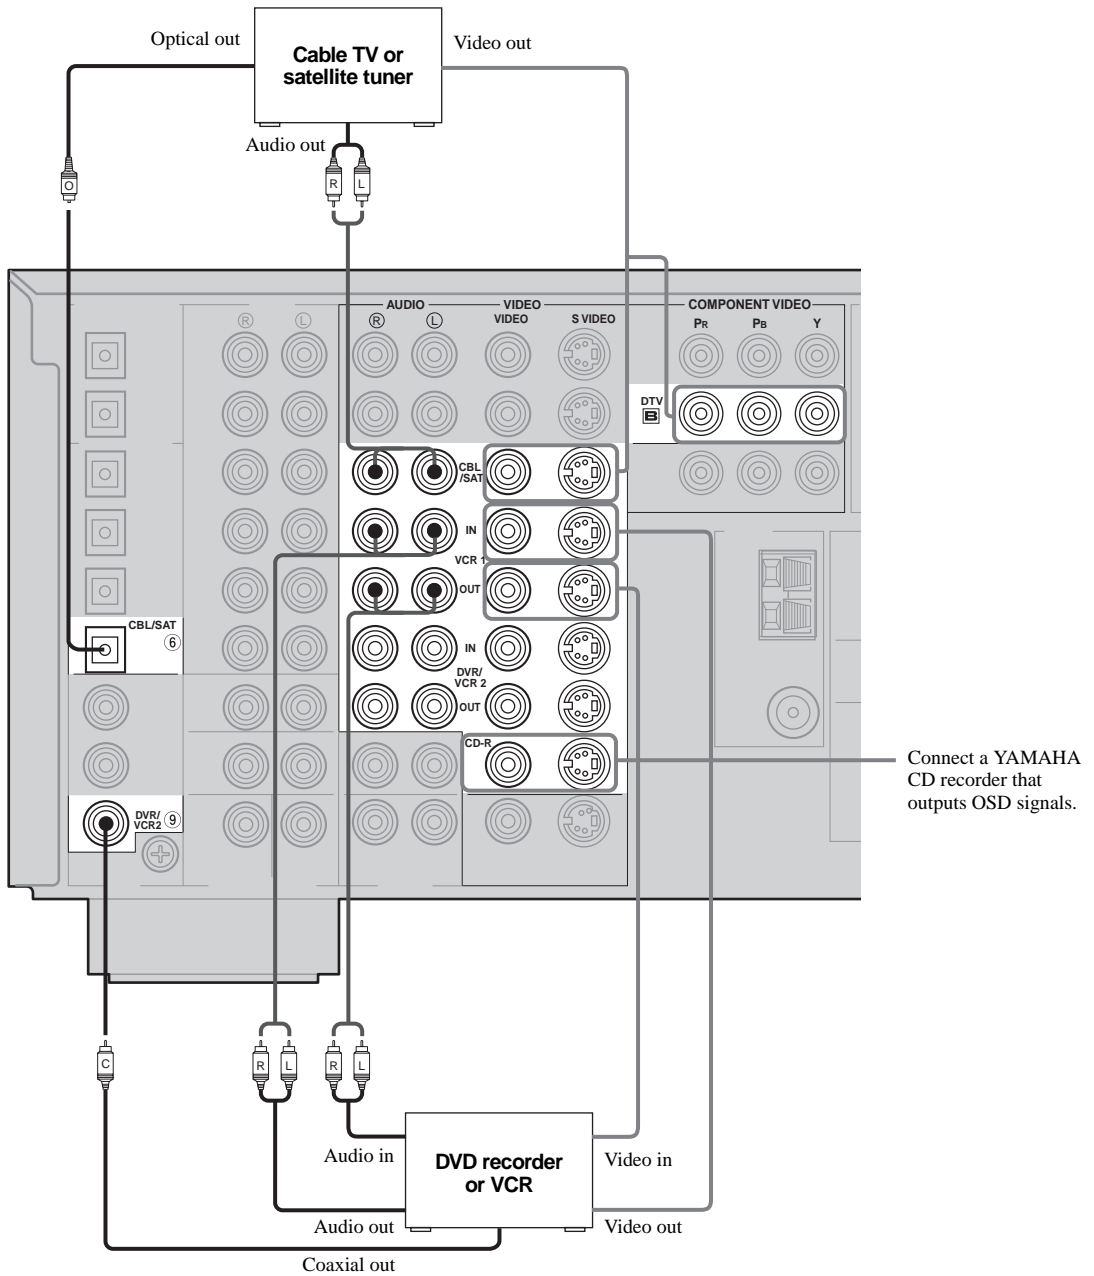 Optical out
Cable TV or
satellite tuner
Video out
Audio out
O
R L
AUDIO
VIDEO
COMPONENT VIDEO
R L R L VIDEO S VIDEO PR PB Y
DTV
B
CBL
/SAT
IN
VCR 1
OUT
CBL/SAT
6
IN
DVR/
VCR 2
OUT
CD-R
Connect a YAMAHA
CD recorder that
outputs OSD signals.
DVR/
VCR2 9
C
R L R L
Audio in
DVD recorder
or VCR
Video in
Audio out
Video out
Coaxial out